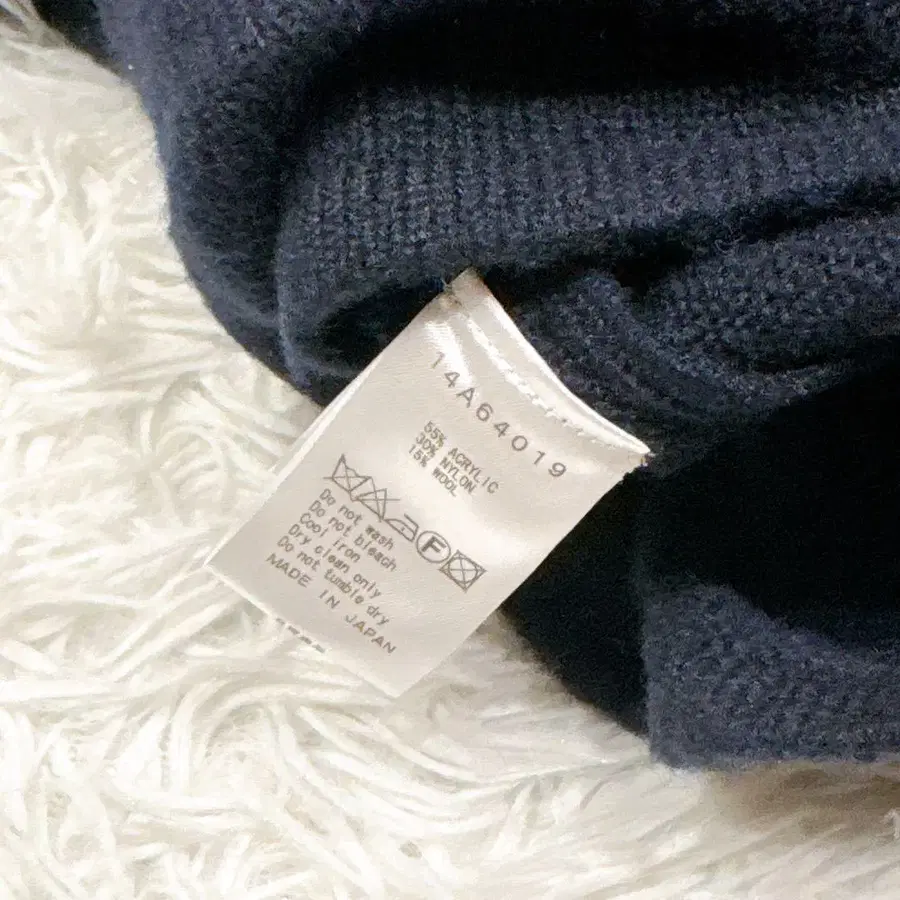 14A64019
55% ACRYLIC
30% NYLON
15% WOOL
F
Do not wash
Do not bleach
Cool iron
Dry clean only
Do not tumble dry
MADE IN JAPAN